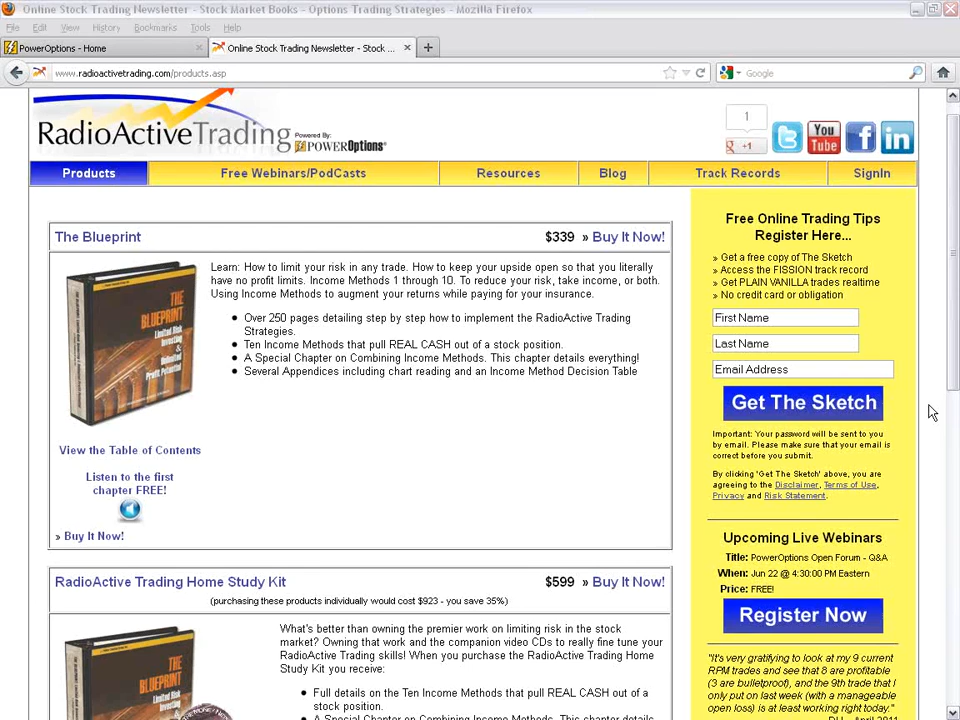 Online Stock Trading Newsletter - Stock Market Books - Options Trading Strategies - Mozilla Firefox
File Edit View History Bookmarks Tools Help
PowerOptions - Home
Online Stock Trading Newsletter - Stock ...
www.radioactivetrading.com/products.asp
Google
RadioActiveTrading Powered By: POWEROptions®
1
+1
You Tube
Products Free Webinars/PodCasts Resources Blog Track Records SignIn
The Blueprint $339 » Buy It Now!
THE BLUEPRINT
Limited Risk Investing & Unlimited Profit Potential
Learn: How to limit your risk in any trade. How to keep your upside open so that you literally
have no profit limits. Income Methods 1 through 10. To reduce your risk, take income, or both.
Using Income Methods to augment your returns while paying for your insurance.
Over 250 pages detailing step by step how to implement the RadioActive Trading
Strategies.
Ten Income Methods that pull REAL CASH out of a stock position.
A Special Chapter on Combining Income Methods. This chapter details everything!
Several Appendices including chart reading and an Income Method Decision Table
View the Table of Contents
Listen to the first
chapter FREE!
» Buy It Now!
RadioActive Trading Home Study Kit $599 » Buy It Now!
(purchasing these products individually would cost $923 - you save 35%)
THE BLUEPRINT
What's better than owning the premier work on limiting risk in the stock
market? Owning that work and the companion video CDs to really fine tune your
RadioActive Trading skills! When you purchase the RadioActive Trading Home
Study Kit you receive:
Full details on the Ten Income Methods that pull REAL CASH out of a
stock position.
A Special Chapter on Combining Income Methods. This chapter details
Free Online Trading Tips
Register Here...
» Get a free copy of The Sketch
» Access the FISSION track record
» Get PLAIN VANILLA trades realtime
» No credit card or obligation
First Name
Last Name
Email Address
Get The Sketch
Important: Your password will be sent to you
by email. Please make sure that your email is
correct before you submit.
By clicking 'Get The Sketch' above, you are
agreeing to the Disclaimer, Terms of Use,
Privacy and Risk Statement.
Upcoming Live Webinars
Title: PowerOptions Open Forum - Q&A
When: Jun 22 @ 4:30:00 PM Eastern
Price: FREE!
Register Now
"It's very gratifying to look at my 9 current
RPM trades and see that 8 are profitable
(3 are bulletproof), and the 9th trade that I
only put on last week (with a manageable
open loss) is at least working right today."
DU, April 2011